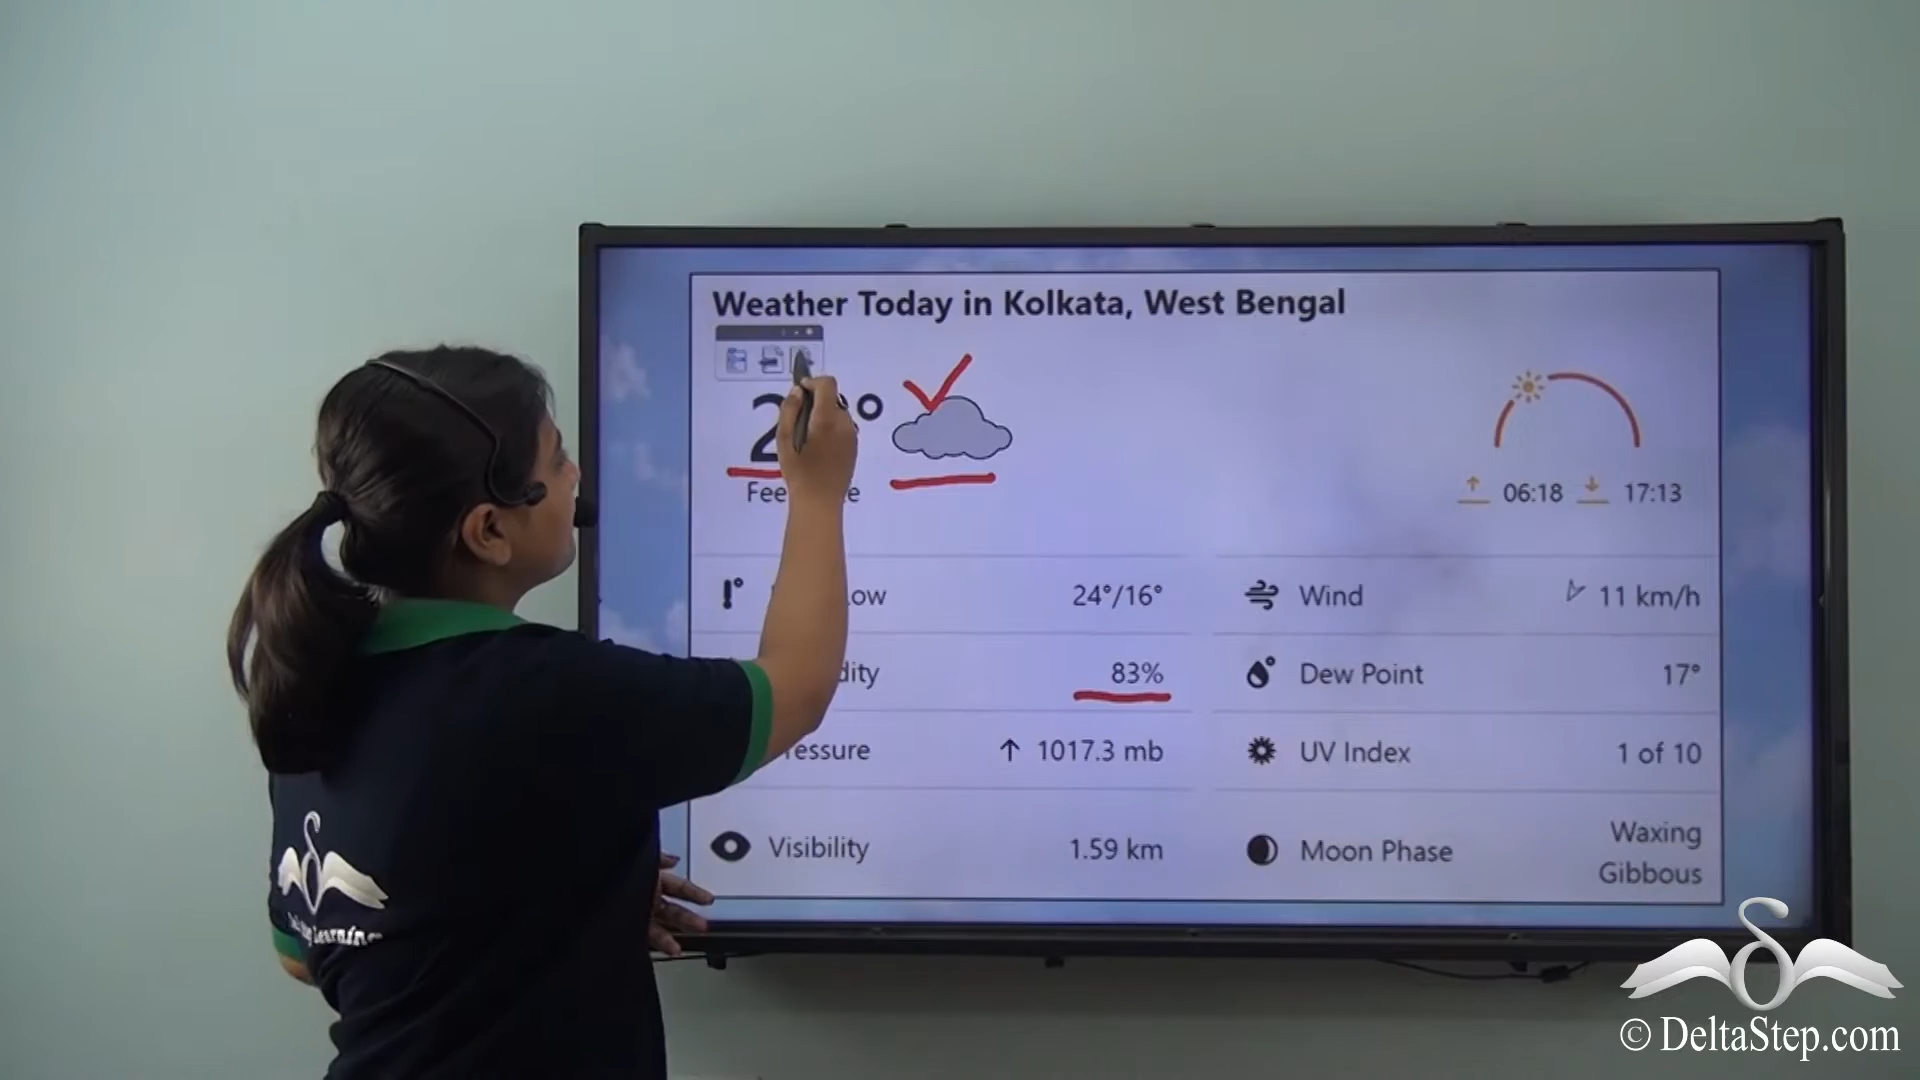 Weather Today in Kolkata, West Bengal
06:18 17:13
24°/16°
Wind 11 km/h
83%
Dew Point 17°
↑ 1017.3 mb
UV Index 1 of 10
Visibility 1.59 km
Moon Phase Waxing
Gibbous
Learning
© DeltaStep.com